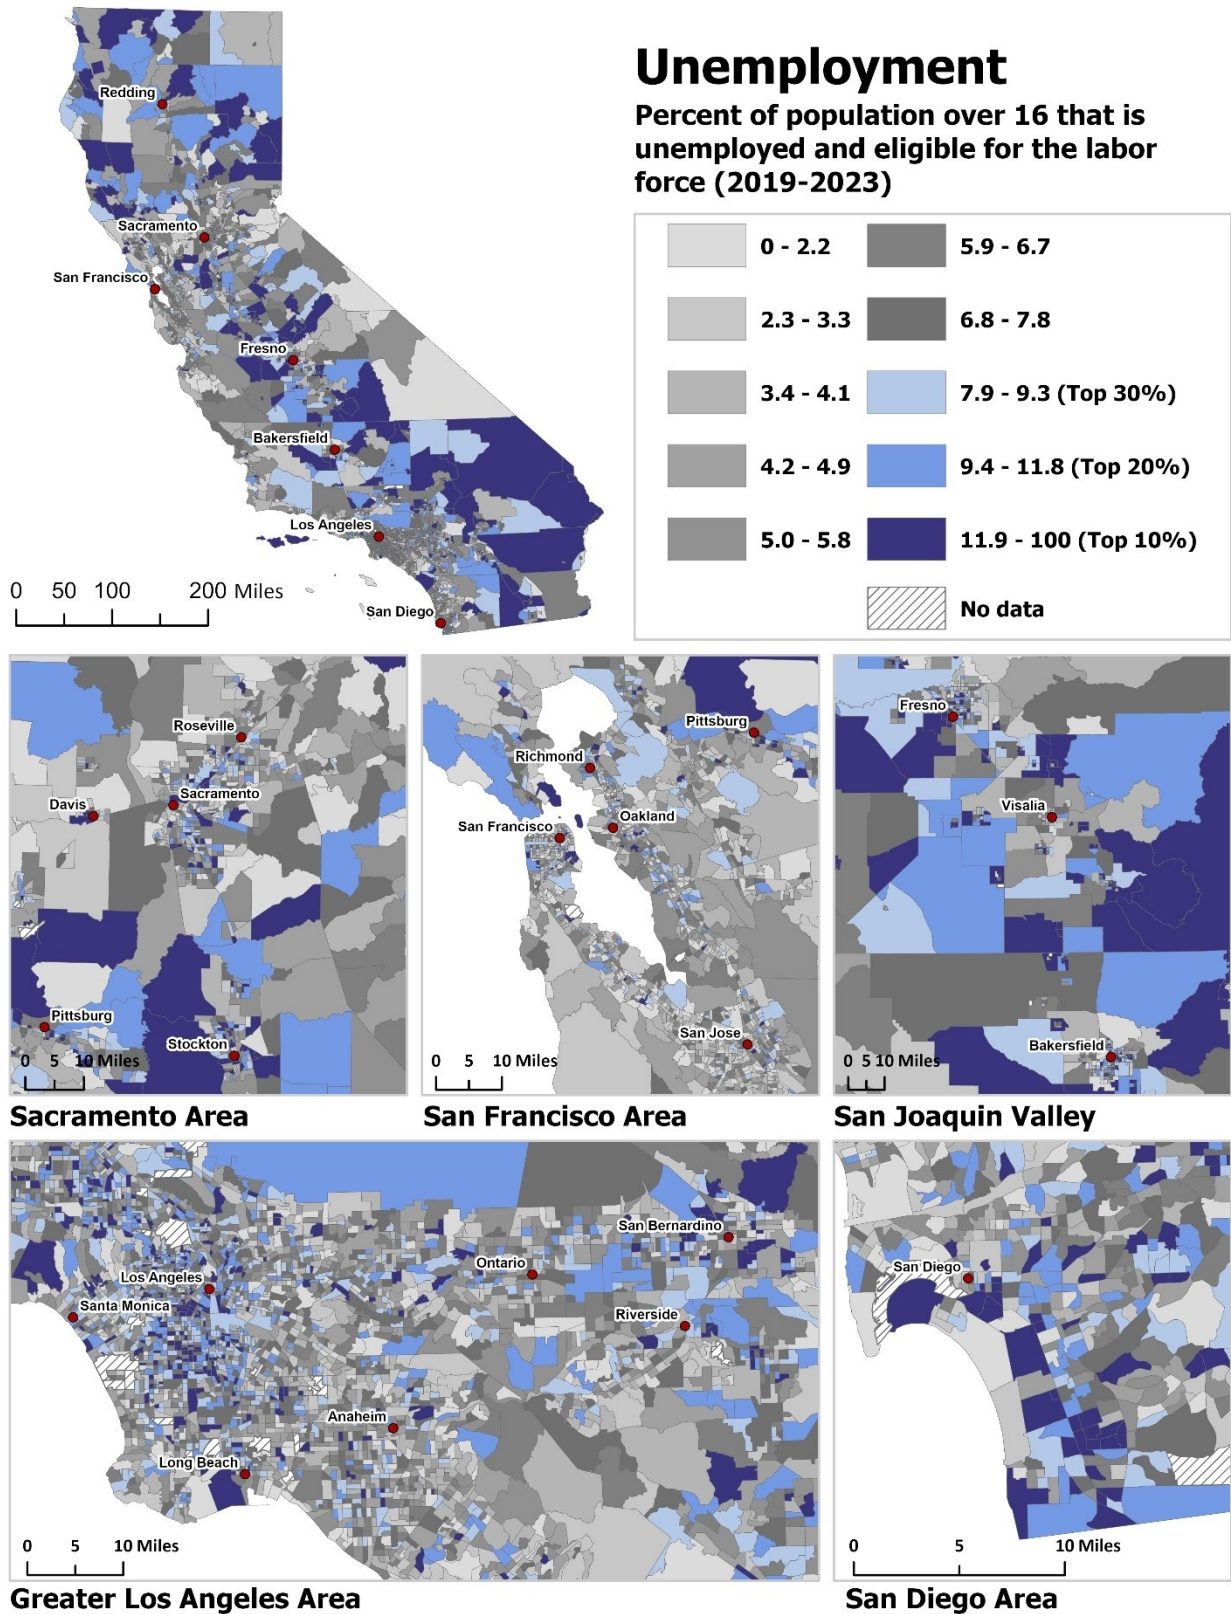 Unemployment
Percent of population over 16 that is
unemployed and eligible for the labor
force (2019-2023)
0 - 2.2
2.3 - 3.3
3.4 - 4.1
4.2 - 4.9
5.0 - 5.8
5.9 - 6.7
6.8 - 7.8
7.9 - 9.3 (Top 30%)
9.4 - 11.8 (Top 20%)
11.9 - 100 (Top 10%)
No data
Redding
Sacramento
San Francisco
Fresno
Bakersfield
Los Angeles
San Diego
0 50 100 200 Miles
Roseville
Sacramento
Davis
Pittsburg
Stockton
0 5 10 Miles
Sacramento Area
Pittsburg
Richmond
Oakland
San Francisco
San Jose
0 5 10 Miles
San Francisco Area
Fresno
Visalia
Bakersfield
0 5 10 Miles
San Joaquin Valley
San Bernardino
Ontario
Los Angeles
Santa Monica
Riverside
Anaheim
Long Beach
0 5 10 Miles
Greater Los Angeles Area
San Diego
0 5 10 Miles
San Diego Area